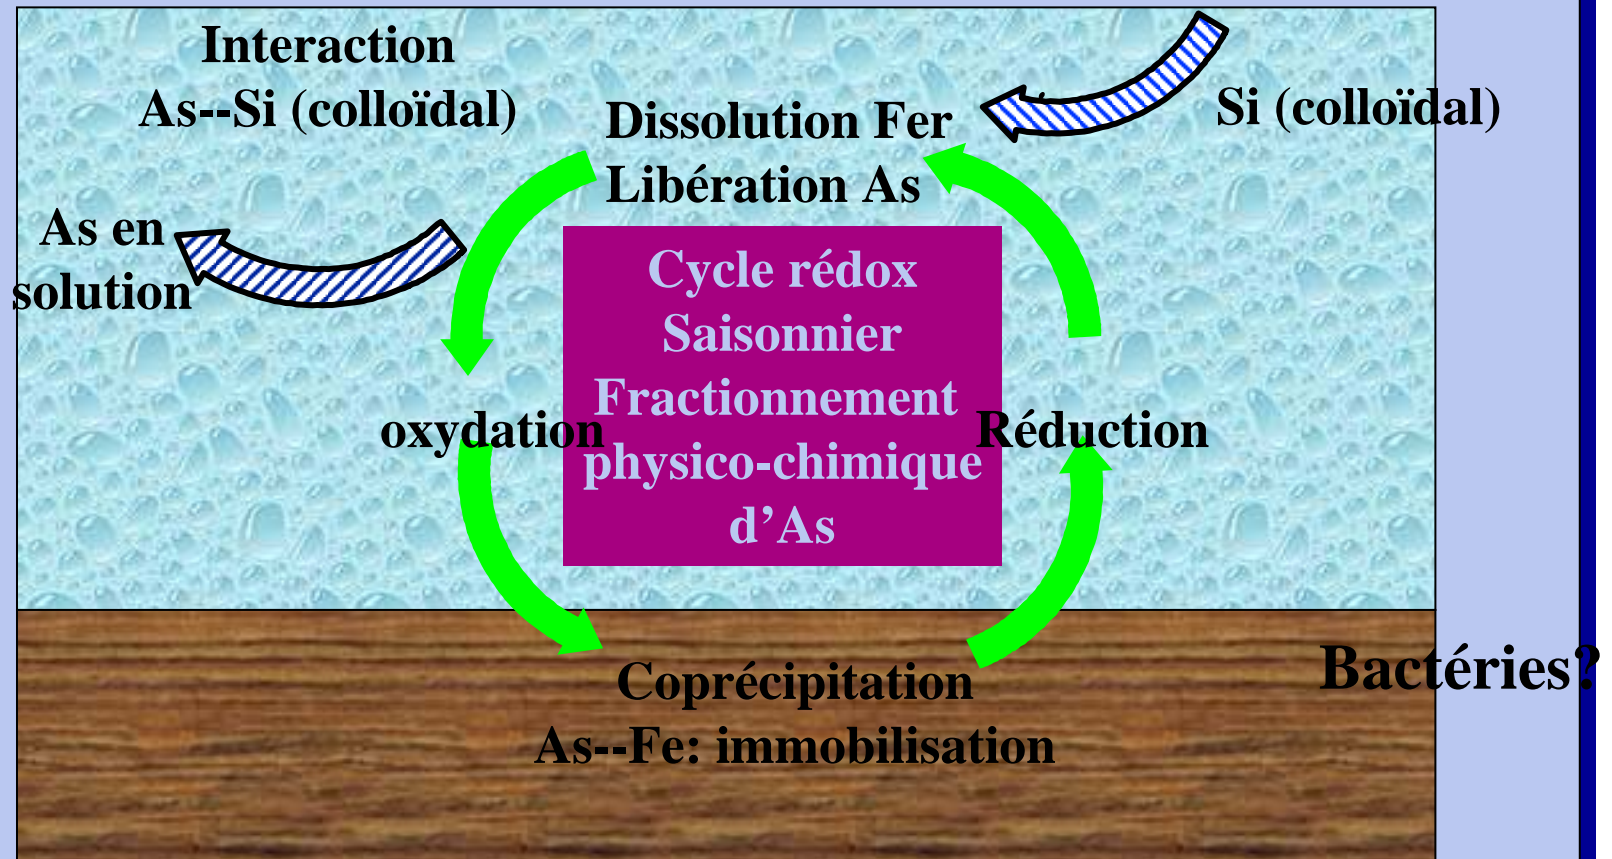 Interaction
As--Si (colloïdal)
Si (colloïdal)
Dissolution Fer
Libération As
As en
solution
Cycle rédox
Saisonnier
Fractionnement
physico-chimique
d’As
oxydation
Réduction
Bactéries?
Coprécipitation
As--Fe: immobilisation